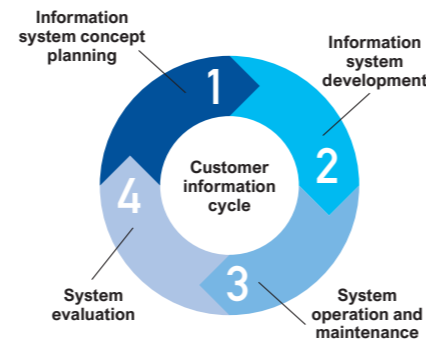 Information
system concept
planning
1
Information
system
development
2
Customer
information
cycle
4
3
System
evaluation
System
operation and
maintenance